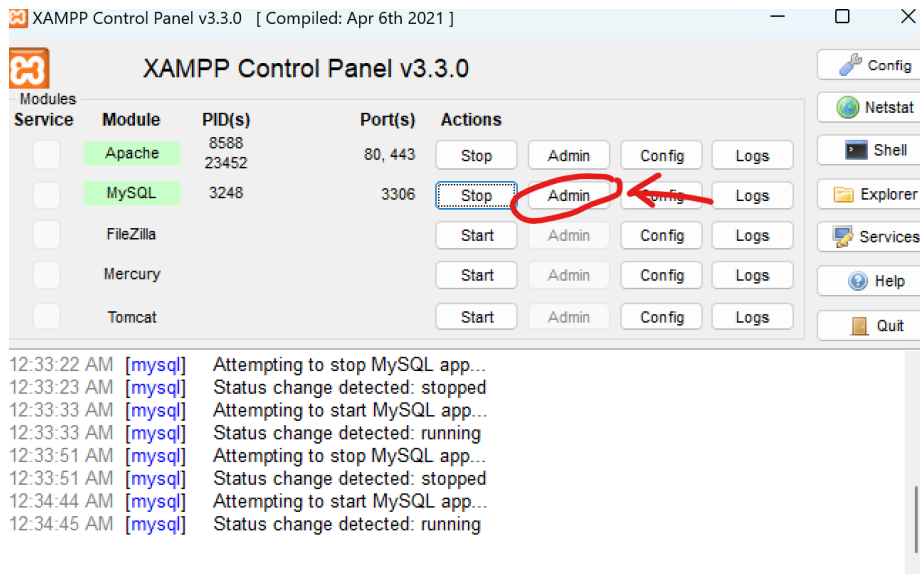 XAMPP Control Panel v3.3.0 [ Compiled: Apr 6th 2021 ]
XAMPP Control Panel v3.3.0
Config
Modules
Service Module PID(s) Port(s) Actions
Netstat
Apache 8588 23452 80, 443 Stop Admin Config Logs
Shell
MySQL 3248 3306 Stop Admin Config Logs
Explorer
FileZilla Start Admin Config Logs
Services
Mercury Start Admin Config Logs
Help
Tomcat Start Admin Config Logs
Quit
12:33:22 AM [mysql] Attempting to stop MySQL app...
12:33:23 AM [mysql] Status change detected: stopped
12:33:33 AM [mysql] Attempting to start MySQL app...
12:33:33 AM [mysql] Status change detected: running
12:33:51 AM [mysql] Attempting to stop MySQL app...
12:33:51 AM [mysql] Status change detected: stopped
12:34:44 AM [mysql] Attempting to start MySQL app...
12:34:45 AM [mysql] Status change detected: running